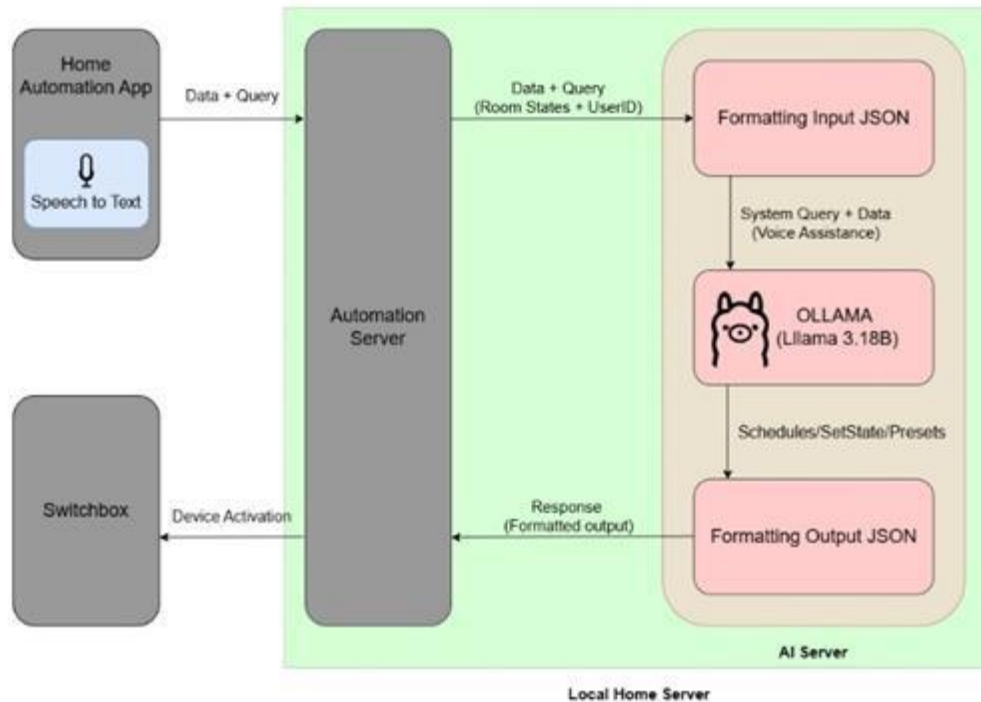 Home
Automation App
Speech to Text
Data + Query
Automation
Server
Data + Query
(Room States + UserID)
Formatting Input JSON
System Query + Data
(Voice Assistance)
OLLAMA
(Lllama 3.18B)
Schedules/SetState/Presets
Formatting Output JSON
Response
(Formatted output)
Device Activation
Switchbox
AI Server
Local Home Server